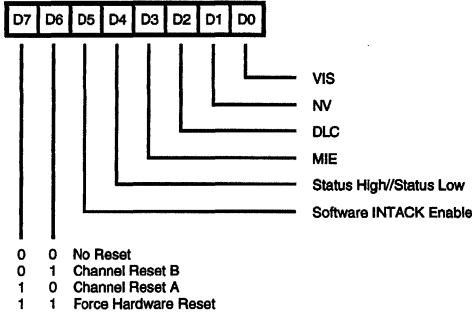 D7 D6 D5 D4 D3 D2 D1 D0
VIS
NV
DLC
MIE
Status High//Status Low
Software INTACK Enable
0 0 No Reset
0 1 Channel Reset B
1 0 Channel Reset A
1 1 Force Hardware Reset